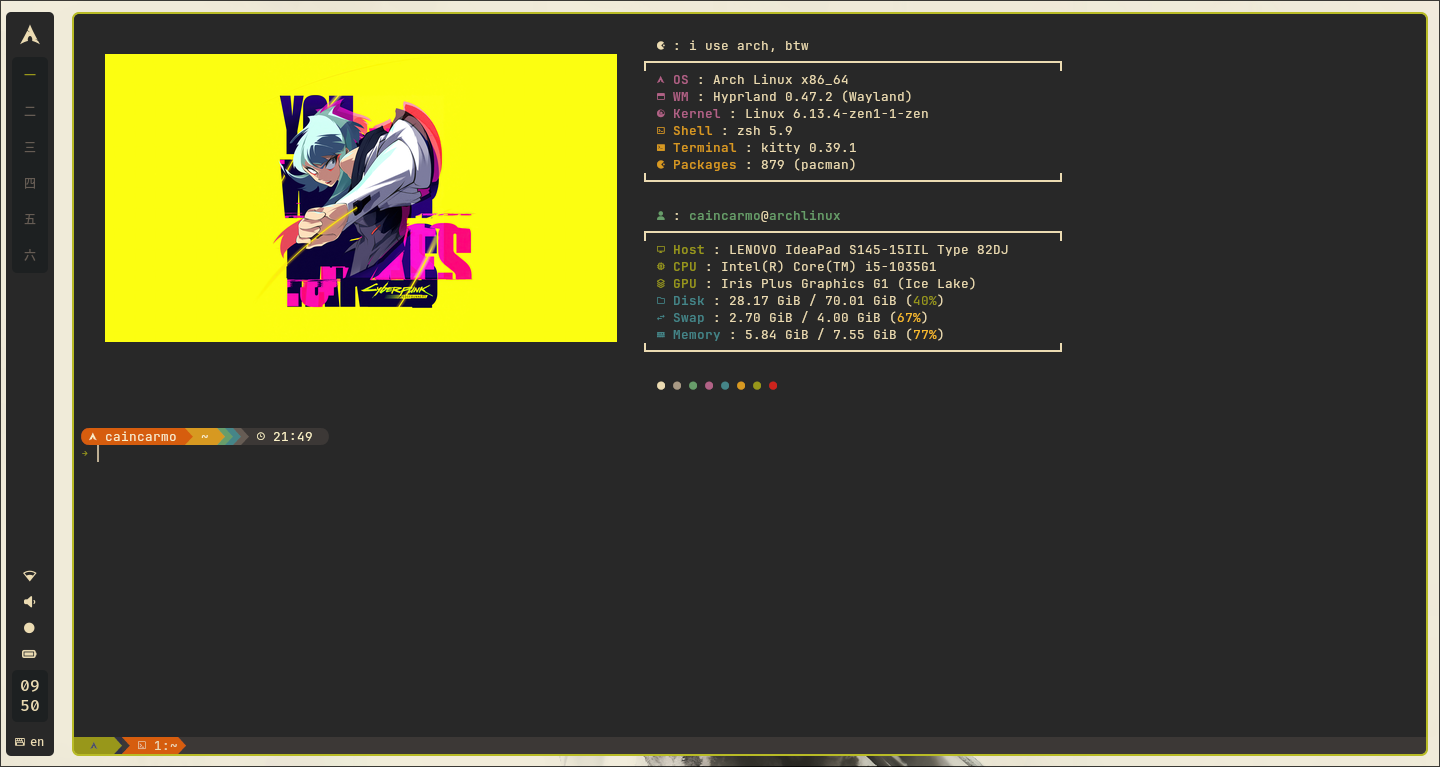 一
二
三
四
五
六
09
50
en
YOU
CYBERPUNK
: i use arch, btw
OS : Arch Linux x86_64
WM : Hyprland 0.47.2 (Wayland)
Kernel : Linux 6.13.4-zen1-1-zen
Shell : zsh 5.9
Terminal : kitty 0.39.1
Packages : 879 (pacman)
: caincarmo@archlinux
Host : LENOVO IdeaPad S145-15IIL Type 82DJ
CPU : Intel(R) Core(TM) i5-1035G1
GPU : Iris Plus Graphics G1 (Ice Lake)
Disk : 28.17 GiB / 70.01 GiB (40%)
Swap : 2.70 GiB / 4.00 GiB (67%)
Memory : 5.84 GiB / 7.55 GiB (77%)
caincarmo ~ 21:49
→
1:~